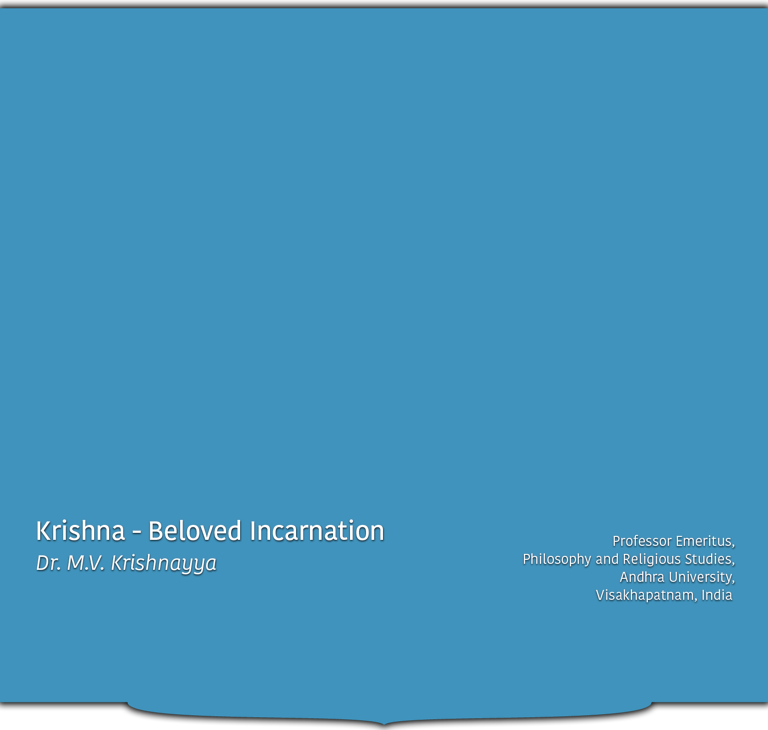 Krishna - Beloved Incarnation
Dr. M.V. Krishnayya
Professor Emeritus,
Philosophy and Religious Studies,
Andhra University,
Visakhapatnam, India